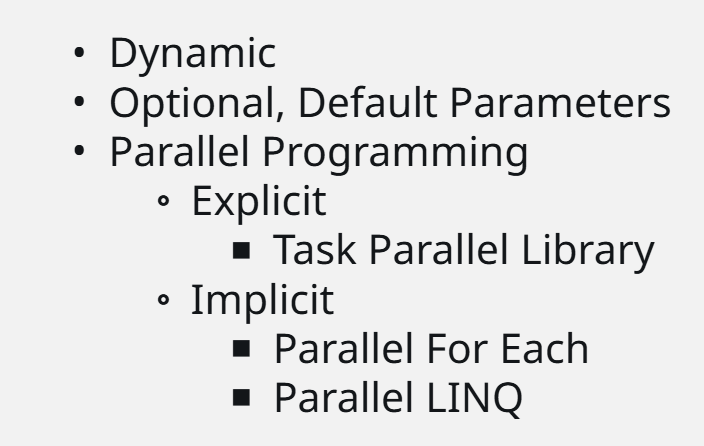 • Dynamic
• Optional, Default Parameters
• Parallel Programming
∘ Explicit
▪ Task Parallel Library
∘ Implicit
▪ Parallel For Each
▪ Parallel LINQ